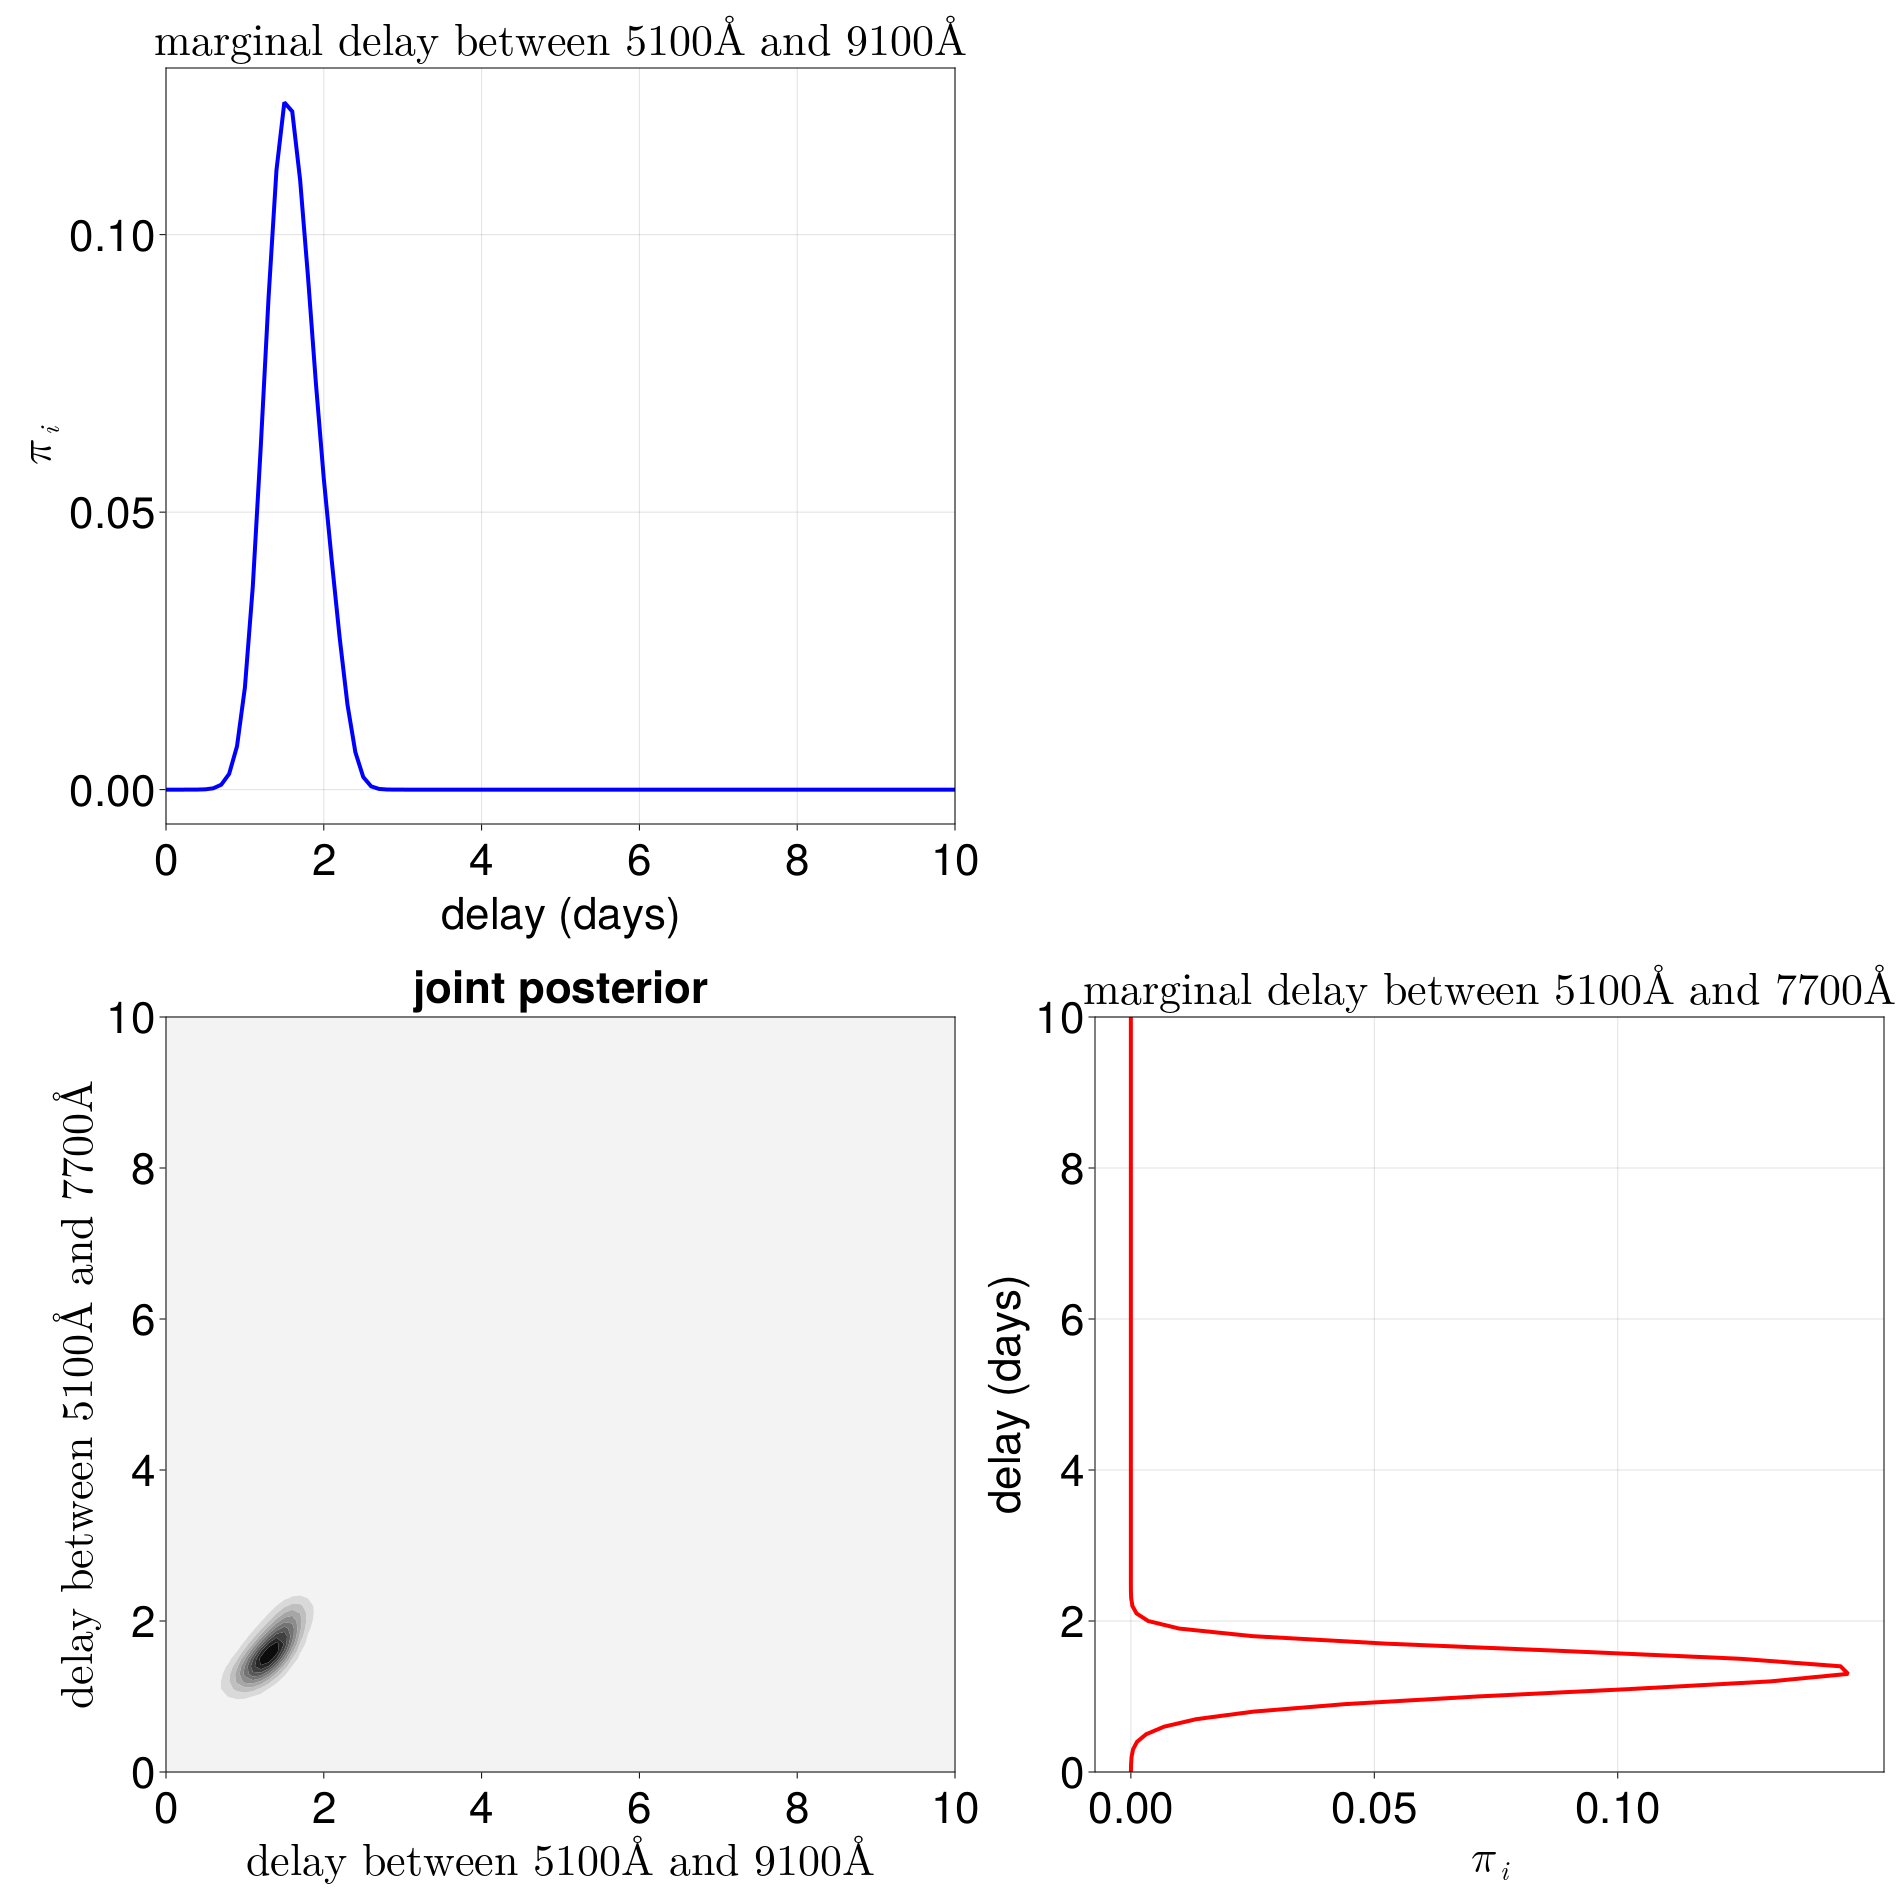 marginal delay between 5100Å and 9100Å
0.10
0.05
0.00
π i
0 2 4 6 8 10
delay (days)
joint posterior
10
8
6
4
2
0
delay between 5100Å and 7700Å
0 2 4 6 8 10
delay between 5100Å and 9100Å
marginal delay between 5100Å and 7700Å
10
8
6
4
2
0
delay (days)
0.00 0.05 0.10
π i